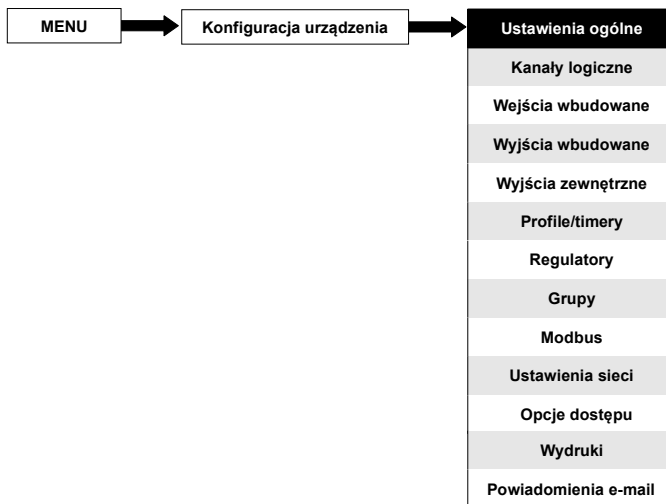 MENU
Konfiguracja urządzenia
Ustawienia ogólne
Kanały logiczne
Wejścia wbudowane
Wyjścia wbudowane
Wyjścia zewnętrzne
Profile/timery
Regulatory
Grupy
Modbus
Ustawienia sieci
Opcje dostępu
Wydruki
Powiadomienia e-mail